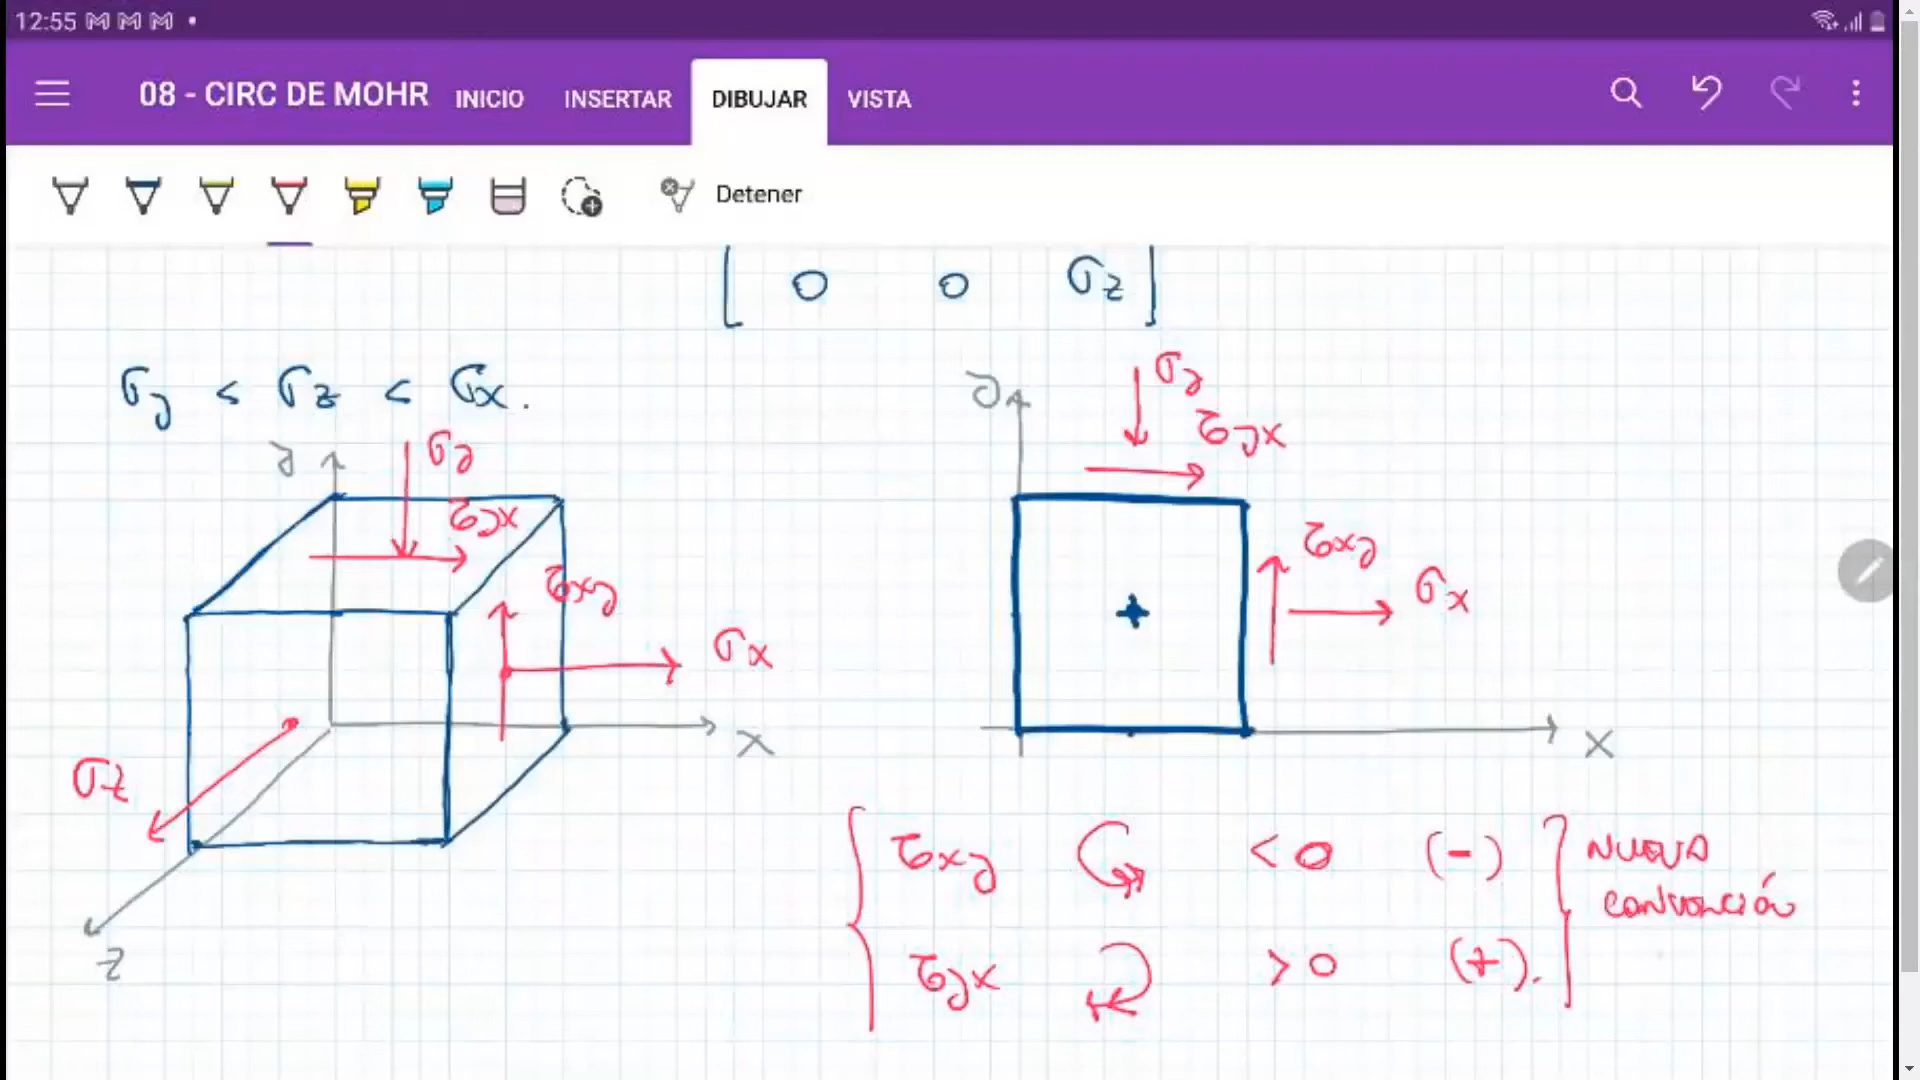 12:55
08 - CIRC DE MOHR INICIO INSERTAR DIBUJAR VISTA
Detener
[ 0 0 σz ]
σy < σz < σx.
y
σy
τyx
τxy
σx
x
σz
z
y
σy
τyx
τxy
σx
x
τxy < 0 (-)
τyx > 0 (+).
NUEVA
CONVENCIÓN